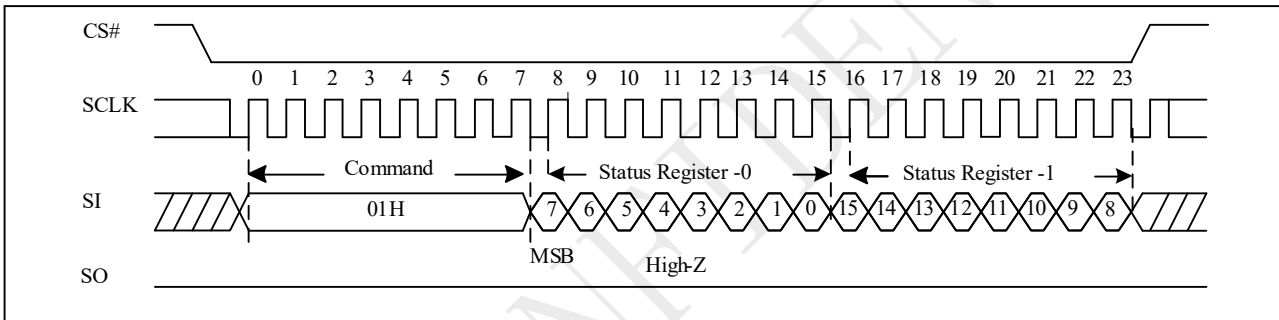 CS#
0 1 2 3 4 5 6 7 8 9 10 11 12 13 14 15 16 17 18 19 20 21 22 23
SCLK
Command Status Register -0 Status Register -1
SI 01H 7 6 5 4 3 2 1 0 15 14 13 12 11 10 9 8
MSB High-Z
SO